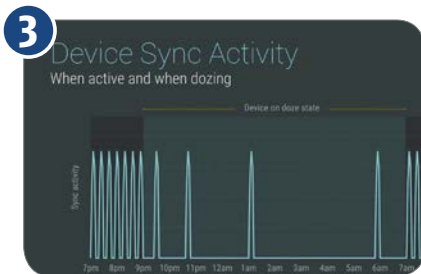 3
Device Sync Activity
When active and when dozing
Device on doze state
Sync activity
7pm 8pm 9pm 10pm 11pm 12am 1am 2am 3am 4am 5am 6am 7am